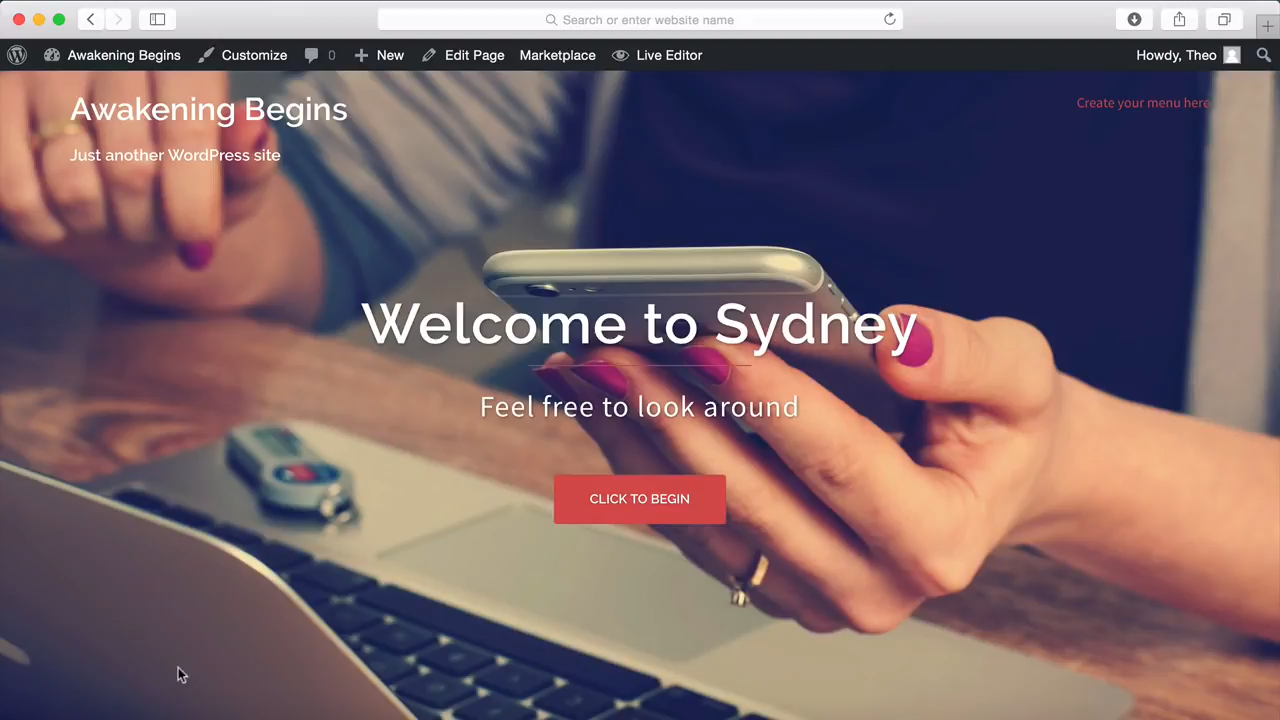 Search or enter website name
Awakening Begins Customize 0 New Edit Page Marketplace Live Editor Howdy, Theo
Awakening Begins
Create your menu here
Just another WordPress site
Welcome to Sydney
Feel free to look around
CLICK TO BEGIN